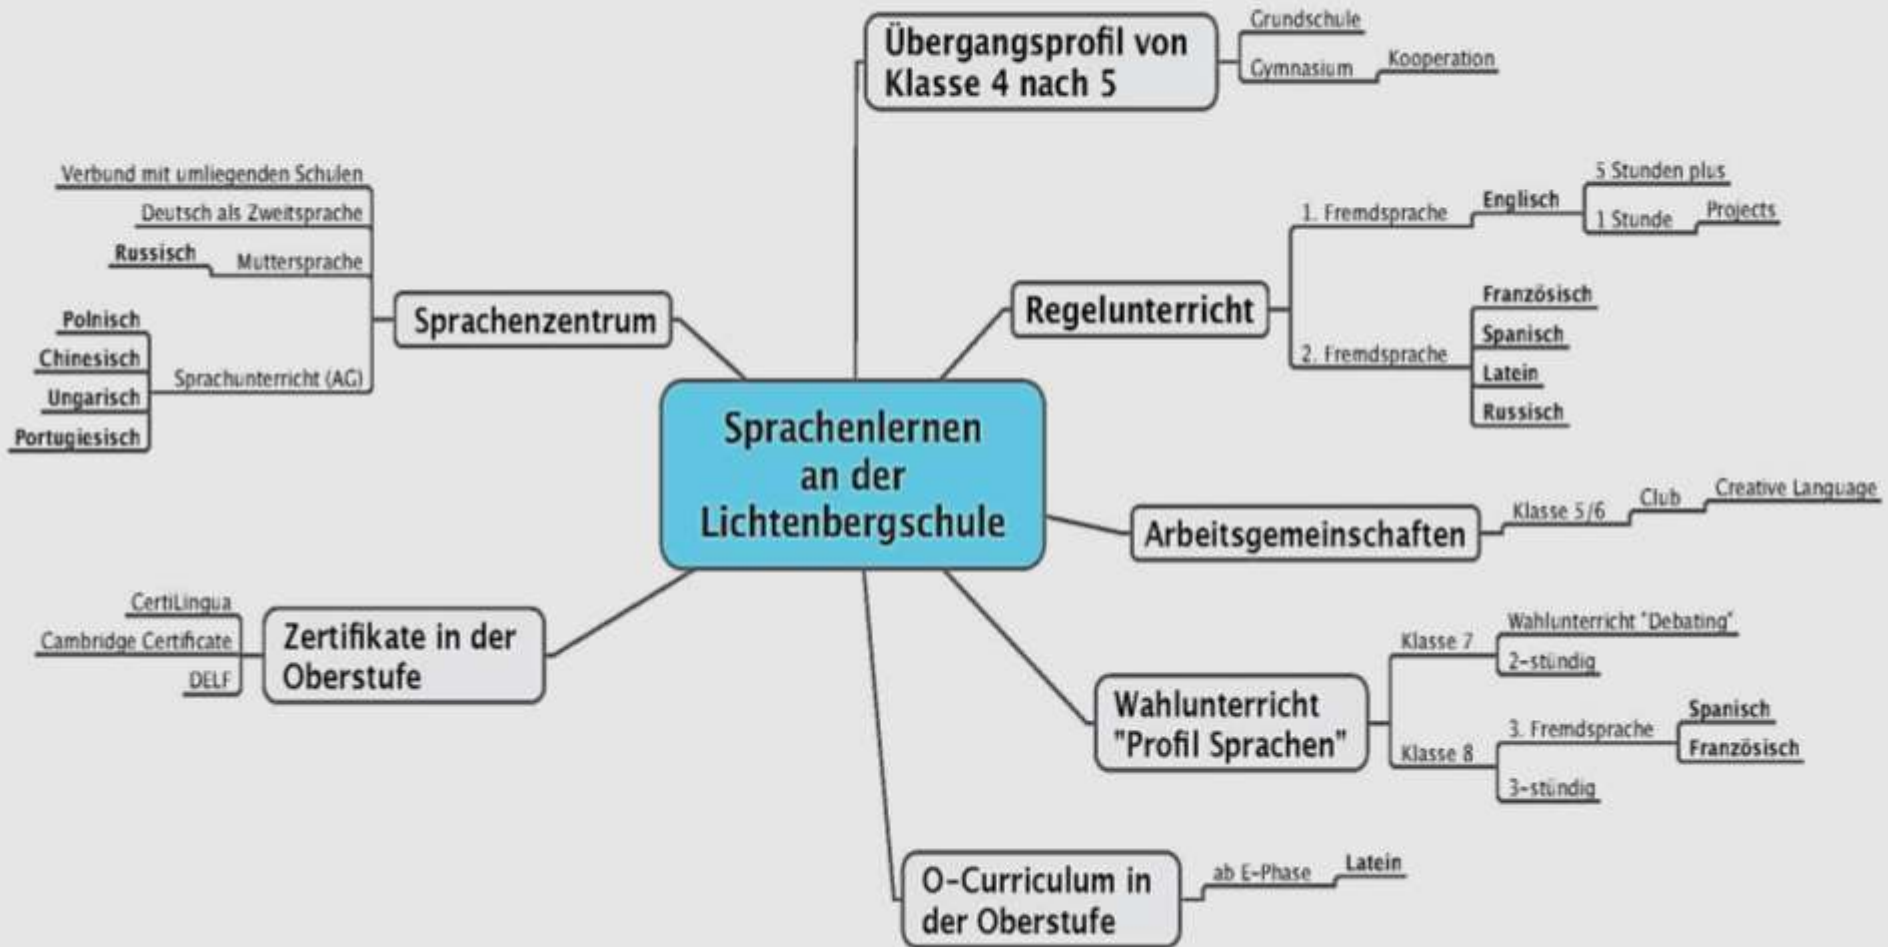 Übergangsprofil von
Klasse 4 nach 5
Grundschule
Gymnasium
Kooperation
Verbund mit umliegenden Schulen
Deutsch als Zweitsprache
Russisch
Muttersprache
Polnisch
Chinesisch
Ungarisch
Portugiesisch
Sprachunterricht (AG)
Sprachenzentrum
Regelunterricht
1. Fremdsprache
Englisch
5 Stunden plus
1 Stunde
Projects
2. Fremdsprache
Französisch
Spanisch
Latein
Russisch
Sprachenlernen
an der
Lichtenbergschule
Arbeitsgemeinschaften
Klasse 5/6
Club
Creative Language
CertiLingua
Cambridge Certificate
DELF
Zertifikate in der
Oberstufe
Wahlunterricht
"Profil Sprachen"
Klasse 7
Wahlunterricht "Debating"
2-stündig
Klasse 8
3. Fremdsprache
Spanisch
Französisch
3-stündig
O-Curriculum in
der Oberstufe
ab E-Phase
Latein